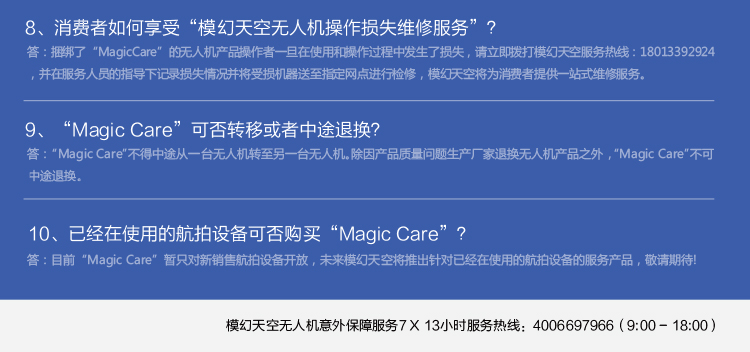 8、消费者如何享受“模幻天空无人机操作损失维修服务”?
答：捆绑了“MagicCare”的无人机产品操作者一旦在使用和操作过程中发生了损失，请立即拨打模幻天空服务热线：18013392924
，并在服务人员的指导下记录损失情况并将受损机器送至指定网点进行检修，模幻天空将为消费者提供一站式维修服务。
9、“Magic Care”可否转移或者中途退换?
答：“Magic Care”不得中途从一台无人机转至另一台无人机。除因产品质量问题生产厂家退换无人机产品之外，“Magic Care”不可
中途退换。
10、已经在使用的航拍设备可否购买“Magic Care”?
答：目前“Magic Care”暂只对新销售航拍设备开放，未来模幻天空将推出针对已经在使用的航拍设备的服务产品，敬请期待!
模幻天空无人机意外保障服务7 X 13小时服务热线：4006697966（9:00 – 18:00）